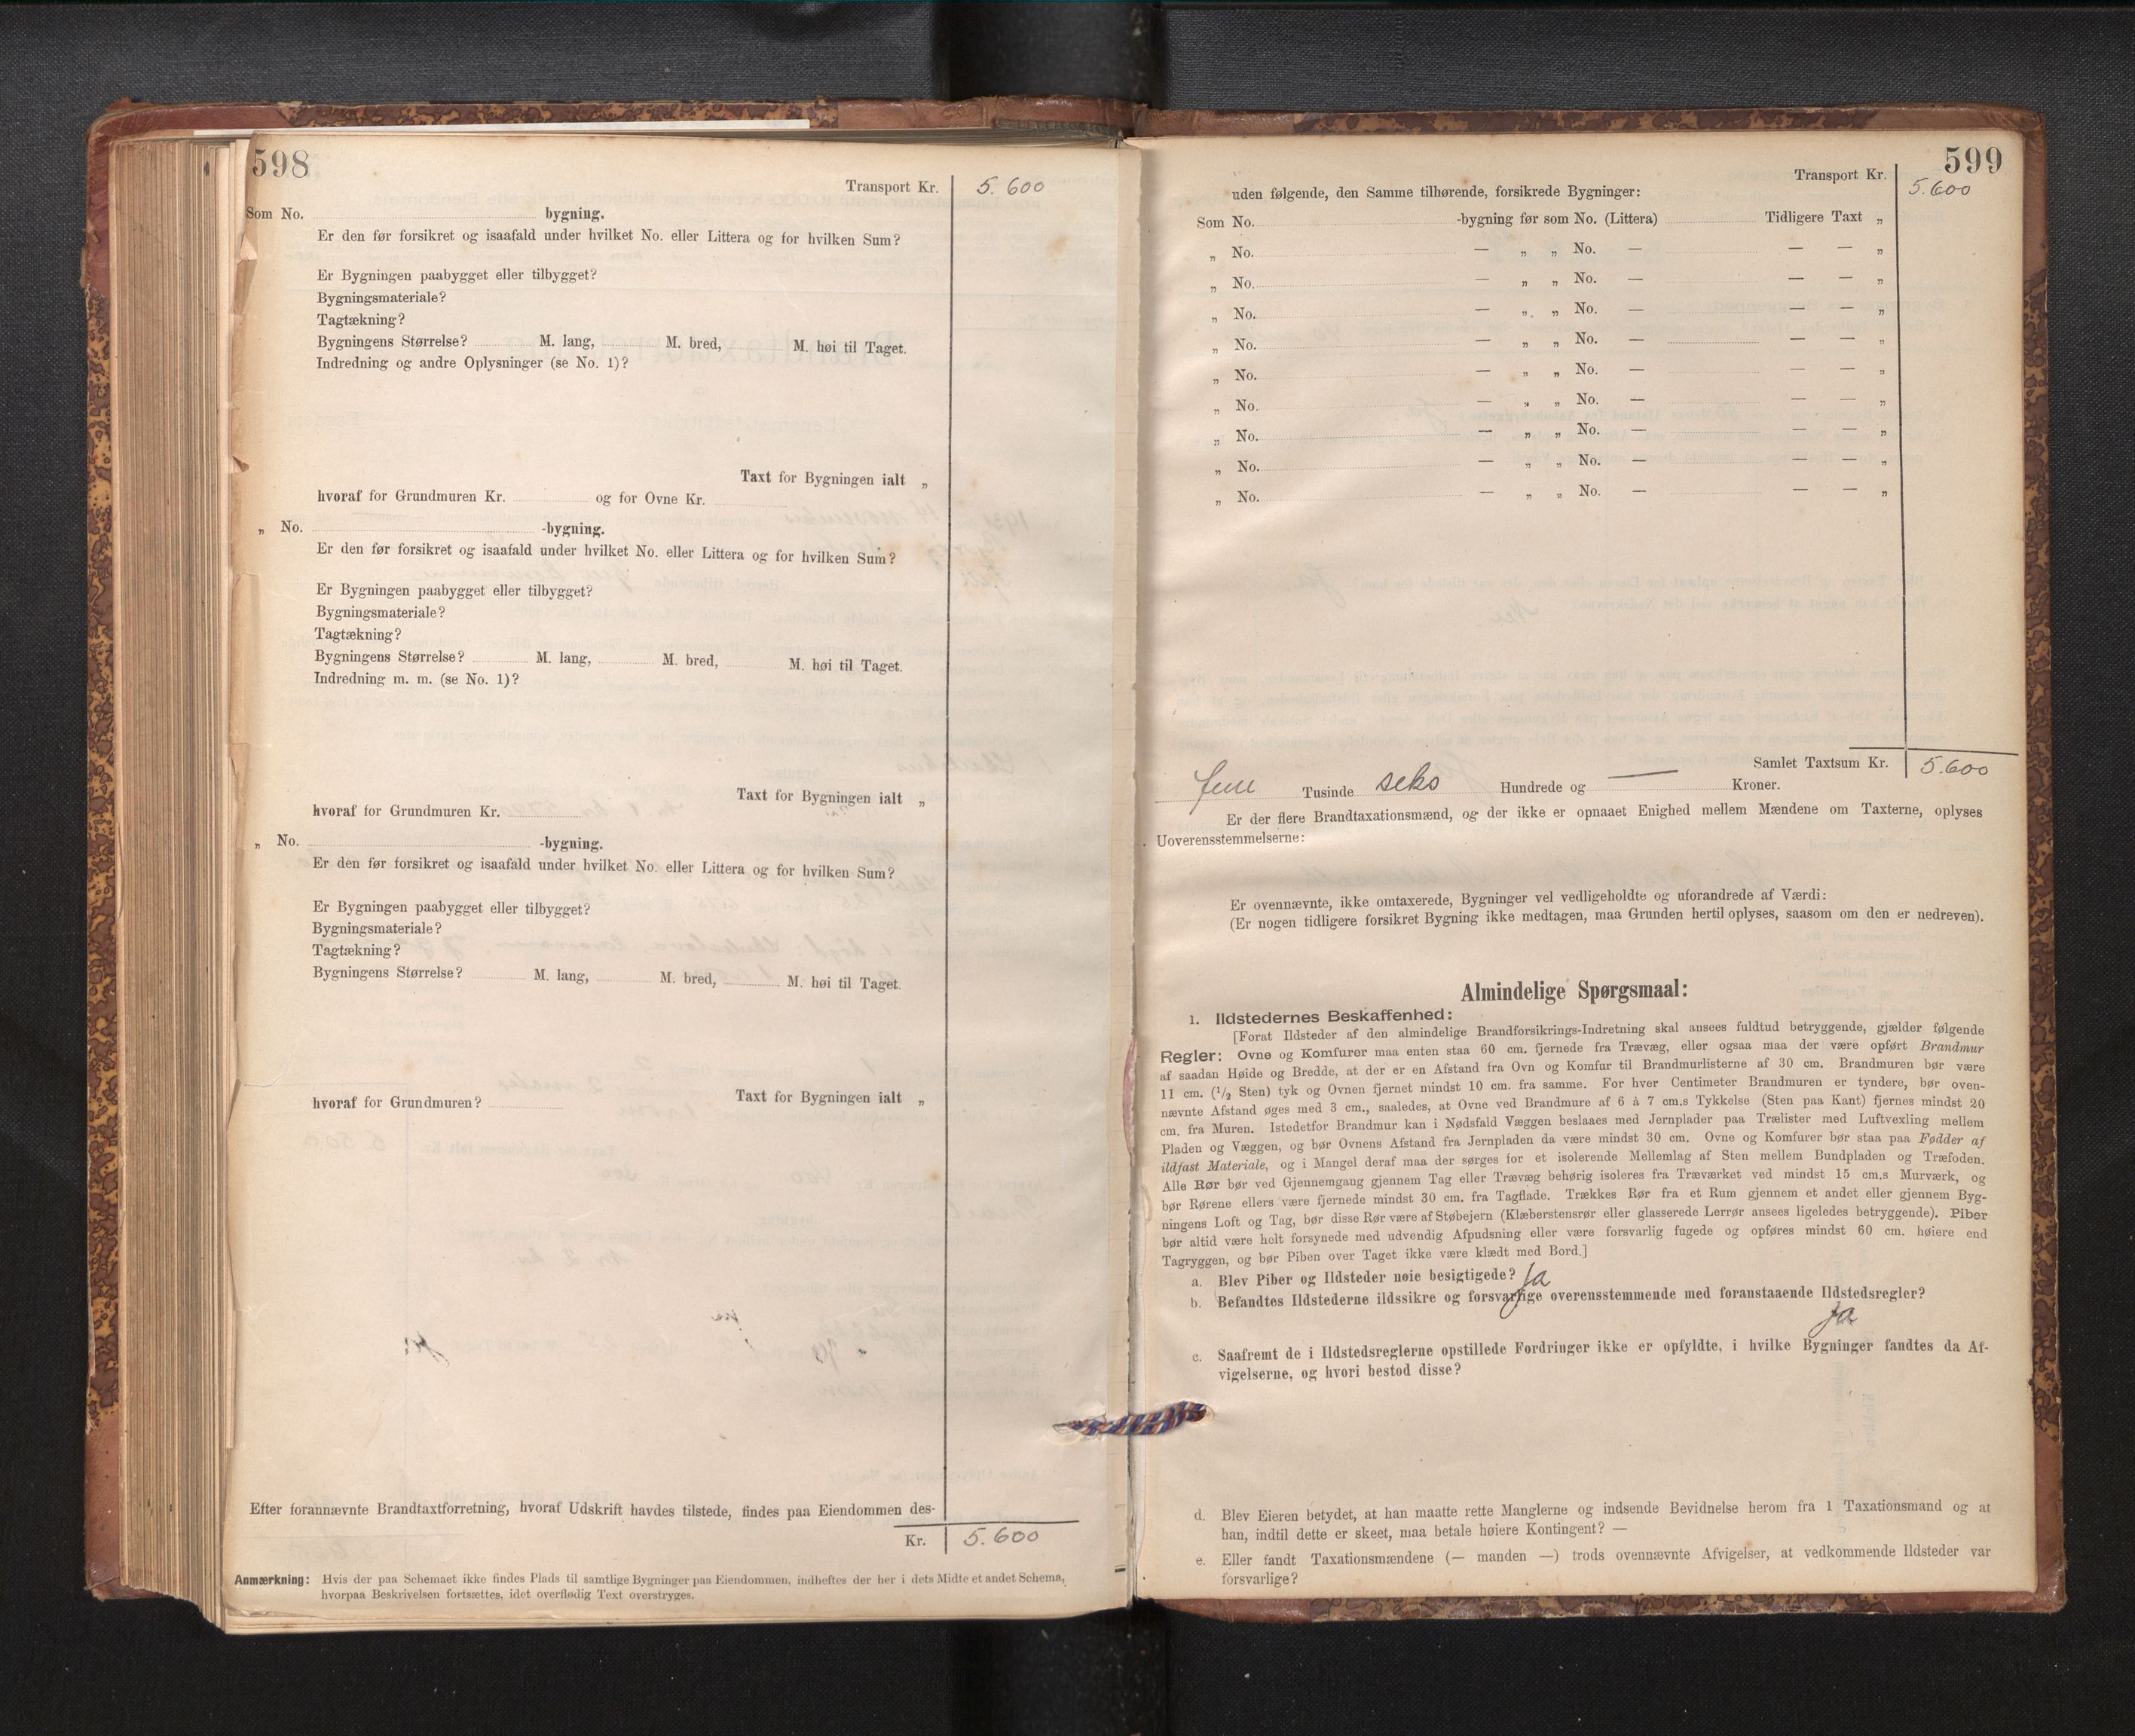 598
Transport Kr. 5.600
Som No. bygning.
Er den før forsikret og isaafald under hvilket No. eller Littera og for hvilken Sum?
Er Bygningen paabygget eller tilbygget?
Bygningsmateriale?
Tagtækning?
Bygningens Størrelse? M. lang, M. bred, M. høi til Taget.
Indredning og andre Oplysninger (se No. 1)?
Taxt for Bygningen ialt „
hvoraf for Grundmuren Kr. og for Ovne Kr.
„ No. -bygning.
Er den før forsikret og isaafald under hvilket No. eller Littera og for hvilken Sum?
Er Bygningen paabygget eller tilbygget?
Bygningsmateriale?
Tagtækning?
Bygningens Størrelse? M. lang, M. bred, M. høi til Taget.
Indredning m. m. (se No. 1)?
Taxt for Bygningen ialt „
hvoraf for Grundmuren Kr.
„ No. -bygning.
Er den før forsikret og isaafald under hvilket No. eller Littera og for hvilken Sum?
Er Bygningen paabygget eller tilbygget?
Bygningsmateriale?
Tagtækning?
Bygningens Størrelse? M. lang, M. bred, M. høi til Taget.
Taxt for Bygningen ialt „
hvoraf for Grundmuren?
Efter forannævnte Brandtaxtforretning, hvoraf Udskrift havdes tilstede, findes paa Eiendommen des-
Kr. 5.600
Anmærkning: Hvis der paa Schemaet ikke findes Plads til samtlige Bygninger paa Eiendommen, indheftes der her i dets Midte et andet Schema,
hvorpaa Beskrivelsen fortsættes, idet overflødig Text overstryges.
599
Transport Kr. 5.600
uden følgende, den Samme tilhørende, forsikrede Bygninger:
Som No. -bygning før som No. (Littera) Tidligere Taxt „
„ No. — „ „ No. — — — „
„ No. — „ „ No. — — — „
„ No. — „ „ No. — — — „
„ No. — „ „ No. — — — „
„ No. — „ „ No. — — — „
„ No. — „ „ No. — — — „
„ No. — „ „ No. — — — „
„ No. — „ „ No. — — — „
„ No. — „ „ No. — — — „
Samlet Taxtsum Kr. 5.600
fem Tusinde seks Hundrede og — Kroner.
Er der flere Brandtaxationsmænd, og der ikke er opnaaet Enighed mellem Mændene om Taxterne, oplyses
Uoverensstemmelserne:
Er ovennævnte, ikke omtaxerede, Bygninger vel vedligeholdte og uforandrede af Værdi:
(Er nogen tidligere forsikret Bygning ikke medtagen, maa Grunden hertil oplyses, saasom om den er nedreven).
Almindelige Spørgsmaal:
1. Ildstedernes Beskaffenhed:
[Forat Ildsteder af den almindelige Brandforsikrings-Indretning skal ansees fuldtud betryggende, gjælder følgende
Regler: Ovne og Komfurer maa enten staa 60 cm. fjernede fra Trævæg, eller ogsaa maa der være opført Brandmur
af saadan Høide og Bredde, at der er en Afstand fra Ovn og Komfur til Brandmurlisterne af 30 cm. Brandmuren bør være
11 cm. (1/2 Sten) tyk og Ovnen fjernet mindst 10 cm. fra samme. For hver Centimeter Brandmuren er tyndere, bør oven-
nævnte Afstand øges med 3 cm., saaledes, at Ovne ved Brandmure af 6 à 7 cm.s Tykkelse (Sten paa Kant) fjernes mindst 20
cm. fra Muren. Istedetfor Brandmur kan i Nødsfald Væggen beslaaes med Jernplader paa Trælister med Luftvexling mellem
Pladen og Væggen, og bør Ovnens Afstand fra Jernpladen da være mindst 30 cm. Ovne og Komfurer bør staa paa Fødder af
ildfast Materiale, og i Mangel deraf maa der sørges for et isolerende Mellemlag af Sten mellem Bundpladen og Træfoden.
Alle Rør bør ved Gjennemgang gjennem Tag eller Trævæg behørig isoleres fra Træværket ved mindst 15 cm.s Murværk, og
bør Rørene ellers være fjernede mindst 30 cm. fra Tagflade. Trækkes Rør fra et Rum gjennem et andet eller gjennem Byg-
ningens Loft og Tag, bør disse Rør være af Støbejern (Klæberstensrør eller glasserede Lerrør ansees ligeledes betryggende). Piber
bør altid være helt forsynede med udvendig Afpudsning eller være forsvarlig fugede og opføres mindst 60 cm. høiere end
Tagryggen, og bør Piben over Taget ikke være klædt med Bord.]
a. Blev Piber og Ildsteder nøie besigtigede? Ja
b. Befandtes Ildstederne ildssikre og forsvarlige overensstemmende med foranstaaende Ildstedsregler?
Ja
c. Saafremt de i Ildstedsreglerne opstillede Fordringer ikke er opfyldte, i hvilke Bygninger fandtes da Af-
vigelserne, og hvori bestod disse?
d. Blev Eieren betydet, at han maatte rette Manglerne og indsende Bevidnelse herom fra 1 Taxationsmand og at
han, indtil dette er skeet, maa betale høiere Kontingent? —
e. Eller fandt Taxationsmændene (— manden —) trods ovennævnte Afvigelser, at vedkommende Ildsteder var
forsvarlige?